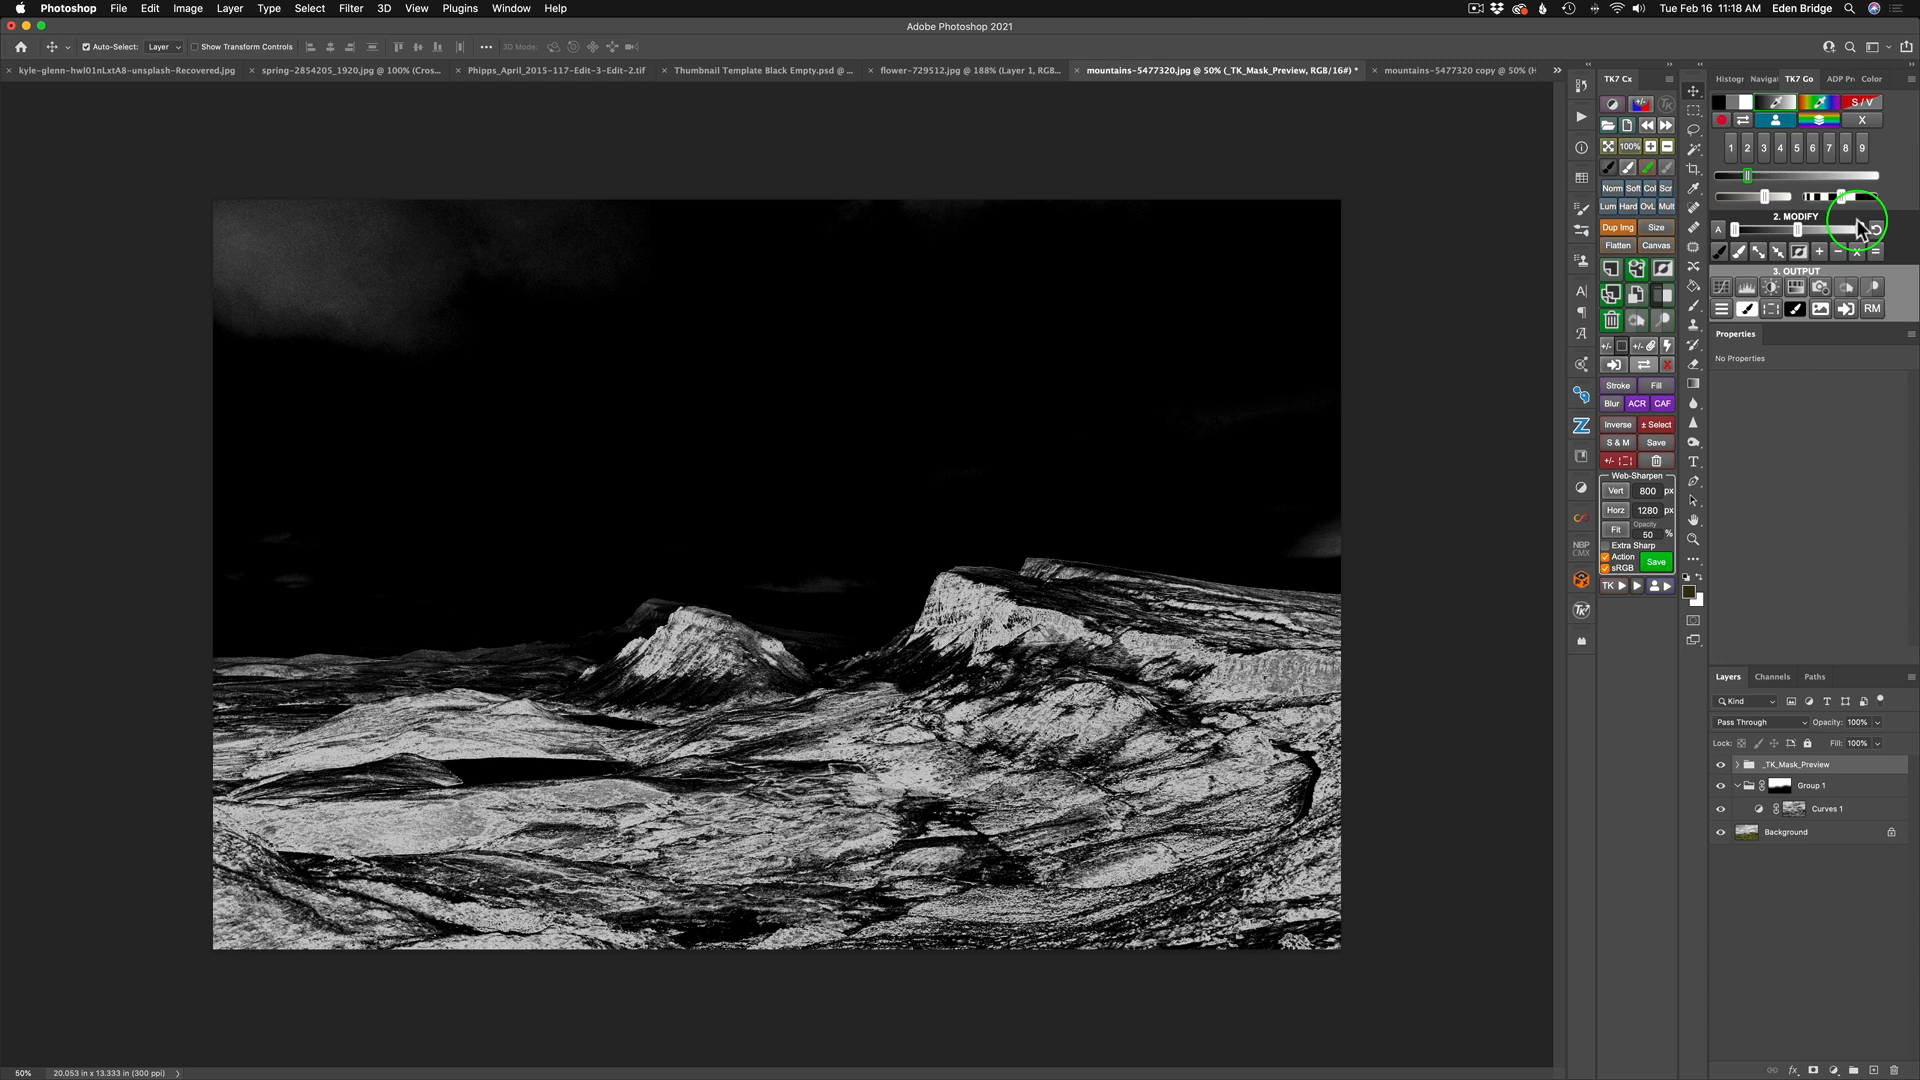 Photoshop File Edit Image Layer Type Select Filter 3D View Plugins Window Help
Tue Feb 16 11:18 AM Eden Bridge
Adobe Photoshop 2021
Auto-Select: Layer Show Transform Controls
3D Mode:
kyle-glenn-hwl01nLxtA8-unsplash-Recovered.jpg
spring-2854205_1920.jpg @ 100% (Cros...
Phipps_April_2015-117-Edit-3-Edit-2.tif
Thumbnail Template Black Empty.psd @ ...
flower-729512.jpg @ 188% (Layer 1, RGB...
mountains-5477320.jpg @ 50% (_TK_Mask_Preview, RGB/16#) *
mountains-5477320 copy @ 50% (H
TK7 Cx
TK
100%
Norm Soft Col Scr
Lum Hard OvL Mult
Dup Img Size
Flatten Canvas
+/- +/-
X
Stroke Fill
Blur ACR CAF
Inverse ± Select
S & M Save
+/-
Web-Sharpen
Vert 800 px
Horz 1280 px
Fit Opacity 50 %
Extra Sharp
Action
sRGB
Save
TK
NBP
CMX
TK7
Histogr Navigat TK7 Go ADP Pr Color
S / V
X
1 2 3 4 5 6 7 8 9
2. MODIFY
A
+ − x =
3. OUTPUT
RM
Properties
No Properties
Layers Channels Paths
Kind
Pass Through Opacity: 100%
Lock: Fill: 100%
_TK_Mask_Preview
Group 1
Curves 1
Background
fx
50% 20.053 in x 13.333 in (300 ppi)